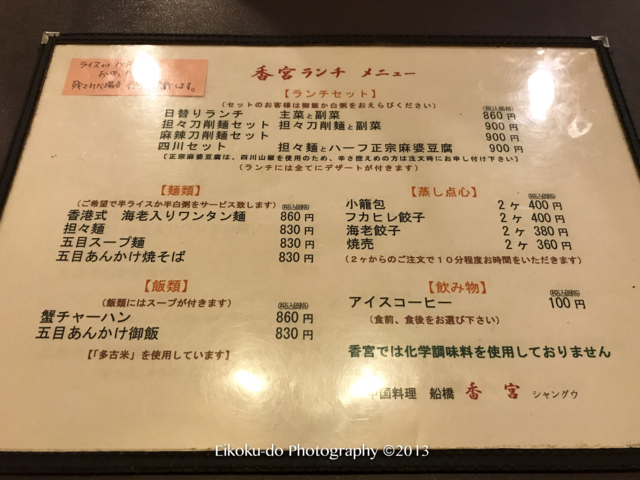 ライスは
残された場合 ます。
香宮ランチ メニュー
【ランチセット】
(セットのお客様は御飯か白粥をおえらびください)
(税込価格)
日替りランチ 主菜と副菜 860円
担々刀削麺セット 担々刀削麺と副菜 900円
麻辣刀削麺セット 900円
四川セット 担々麺とハーフ正宗麻婆豆腐 900円
[正宗麻婆豆腐は、四川山椒を使用のため、辛さ控えめの方は注文時にお申し付け下さい]
(ランチには全てにデザートが付きます)
【麺類】
(ご希望で半ライスか半白粥をサービス致します)
(税込価格)
香港式 海老入りワンタン麺 860円
担々麺 830円
五目スープ麺 830円
五目あんかけ焼そば 830円
【飯類】
(飯類にはスープが付きます)
(税込価格)
蟹チャーハン 860円
五目あんかけ御飯 830円
【「多古米」を使用しています】
【蒸し点心】
(税込価格)
小籠包 2ヶ 400円
フカヒレ餃子 2ヶ 400円
海老餃子 2ヶ 380円
焼売 2ヶ 360円
(2ヶからのご注文で10分程度お時間をいただきます)
【飲み物】
(税込価格)
アイスコーヒー 100円
(食前、食後をお選び下さい)
香宮では化学調味料を使用しておりません
中国料理 船橋 香宮 シャングウ
Eikoku-do Photography ©2013